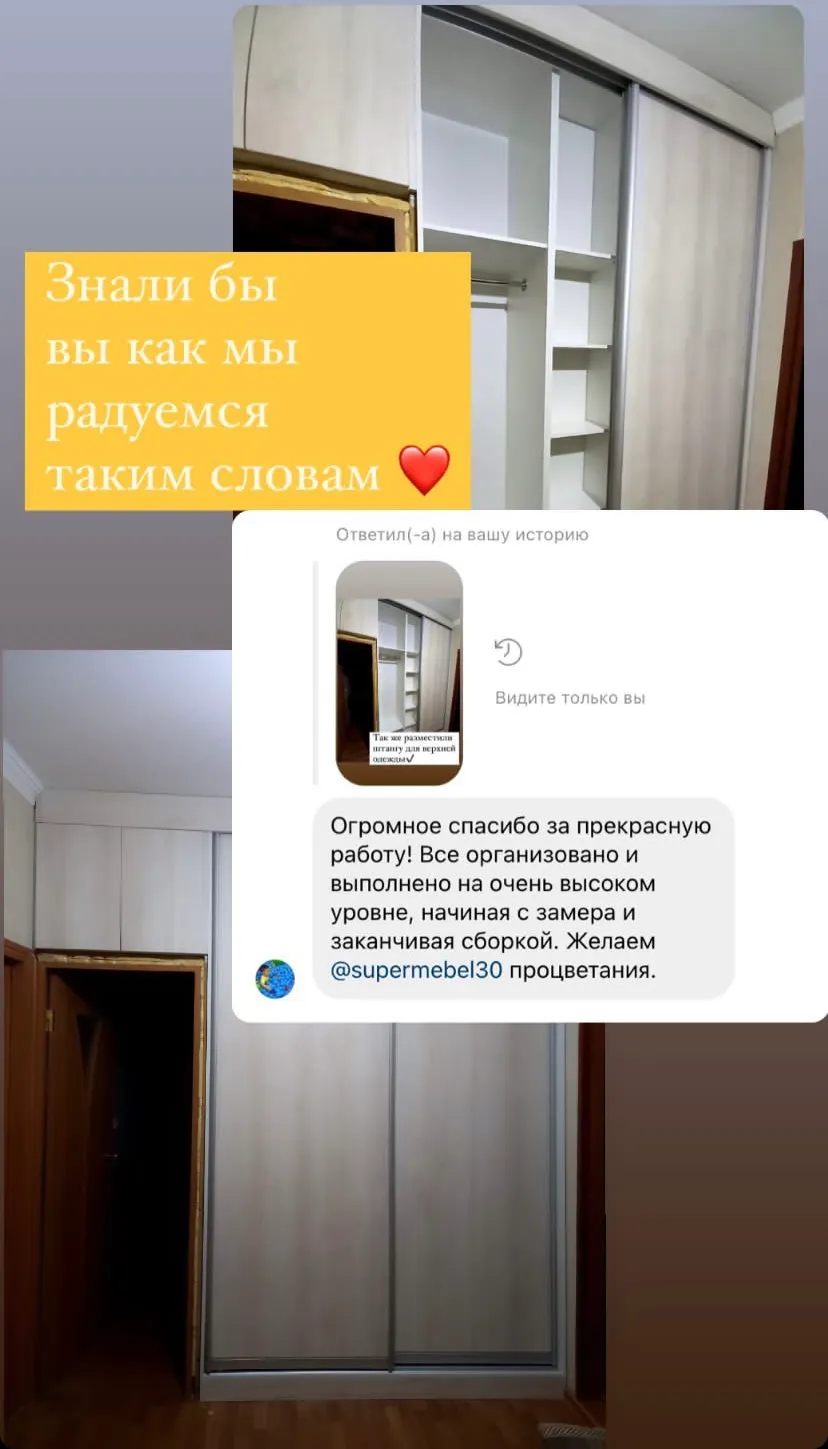 Знали бы
вы как мы
радуемся
таким словам ❤️
Ответил(-а) на вашу историю
Видите только вы
Так же разместили
штангу для верхней
одежды✔
Огромное спасибо за прекрасную
работу! Все организовано и
выполнено на очень высоком
уровне, начиная с замера и
заканчивая сборкой. Желаем
@supermebel30 процветания.